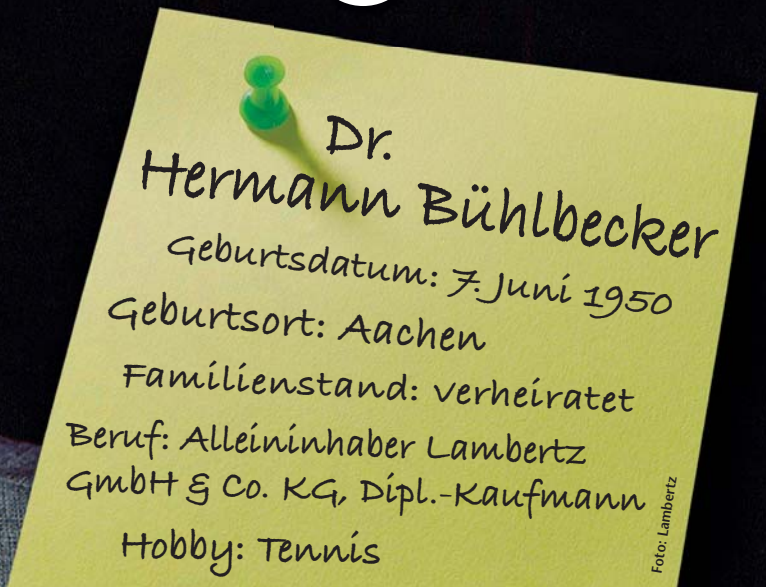 Dr.
Hermann Bühlbecker
Geburtsdatum: 7. Juni 1950
Geburtsort: Aachen
Familienstand: verheiratet
Beruf: Alleininhaber Lambertz
GmbH & Co. KG, Dipl.-Kaufmann
Hobby: Tennis
Foto: Lambertz